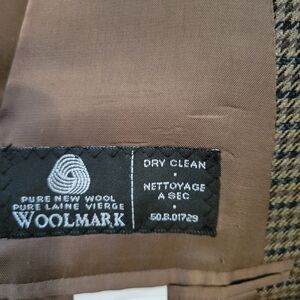 PURE NEW WOOL
PURE LAINE VIERGE
WOOLMARK
DRY CLEAN
•
NETTOYAGE
A SEC
•
50.B.01729